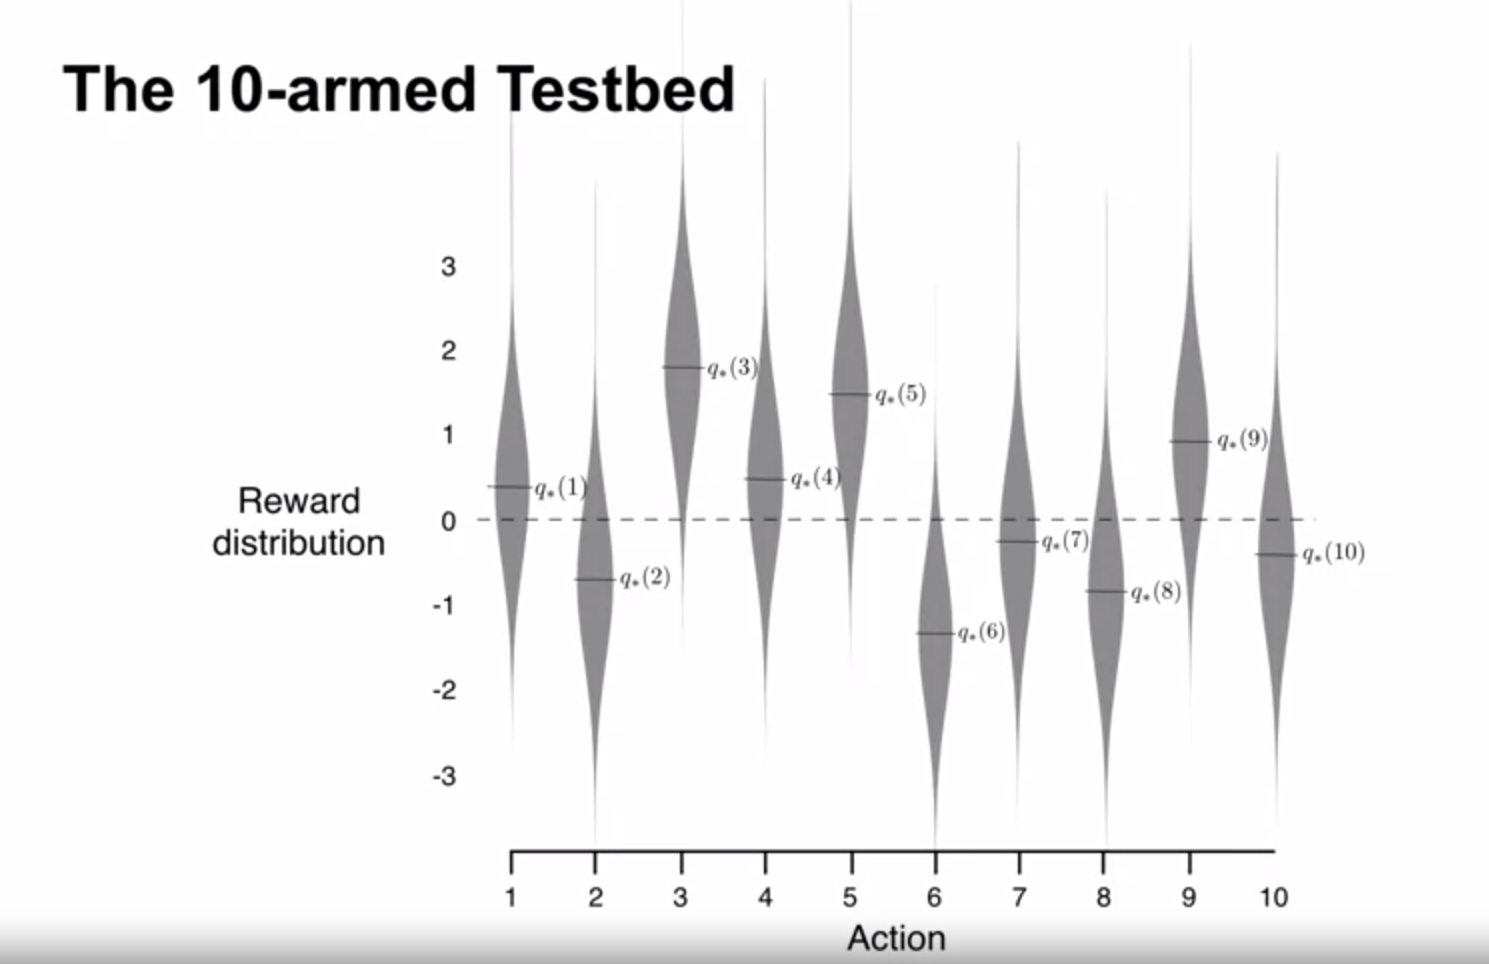 The 10-armed Testbed
3
2
1
0
-1
-2
-3
Reward
distribution
q*(1)
q*(2)
q*(3)
q*(4)
q*(5)
q*(6)
q*(7)
q*(8)
q*(9)
q*(10)
1 2 3 4 5 6 7 8 9 10
Action